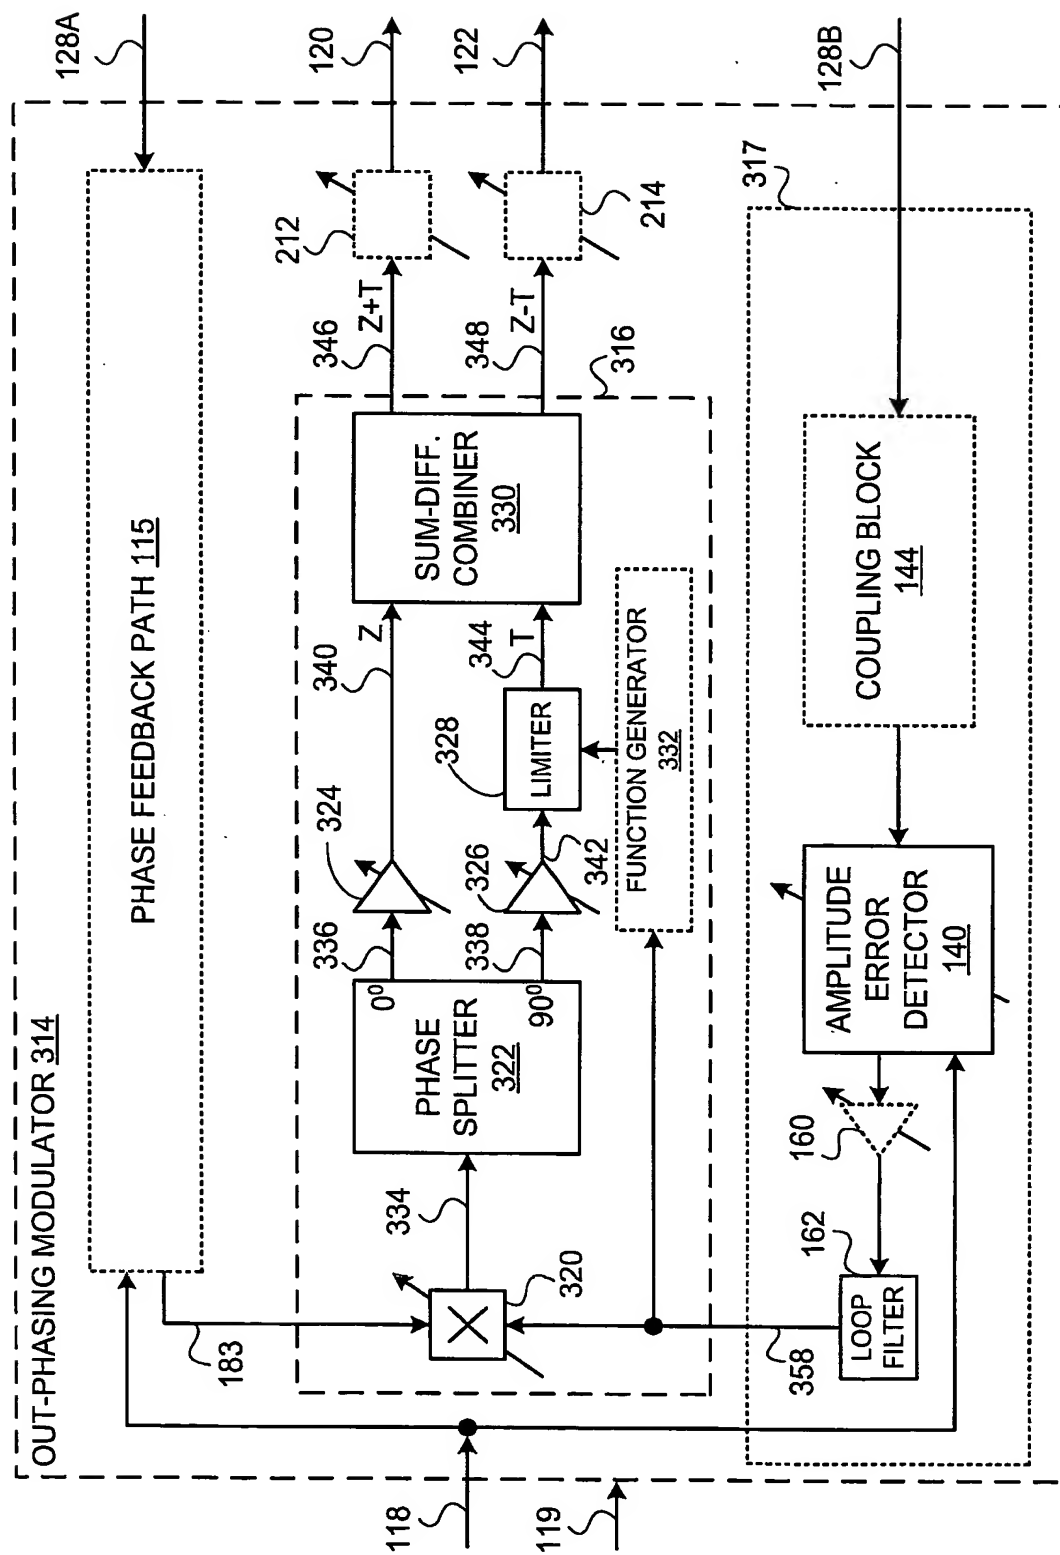 OUT-PHASING MODULATOR 314
PHASE FEEDBACK PATH 115
128A
183
118
119
334
320
PHASE
SPLITTER
322
0⁰
90⁰
336
338
324
326
342
340
Z
328
LIMITER
344
T
SUM-DIFF.
COMBINER
330
FUNCTION GENERATOR
332
316
346
Z+T
348
Z-T
212
214
120
122
317
128B
COUPLING BLOCK
144
AMPLITUDE
ERROR
DETECTOR
140
160
162
LOOP
FILTER
358